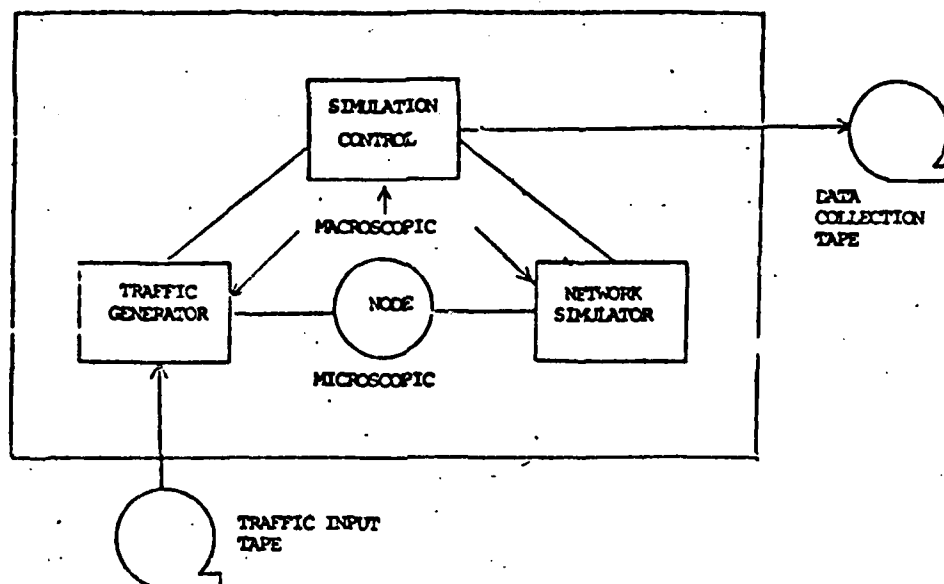 SIMULATION
CONTROL
MACROSCOPIC
TRAFFIC
GENERATOR
NODE
NETWORK
SIMULATOR
MICROSCOPIC
DATA
COLLECTION
TAPE
TRAFFIC INPUT
TAPE